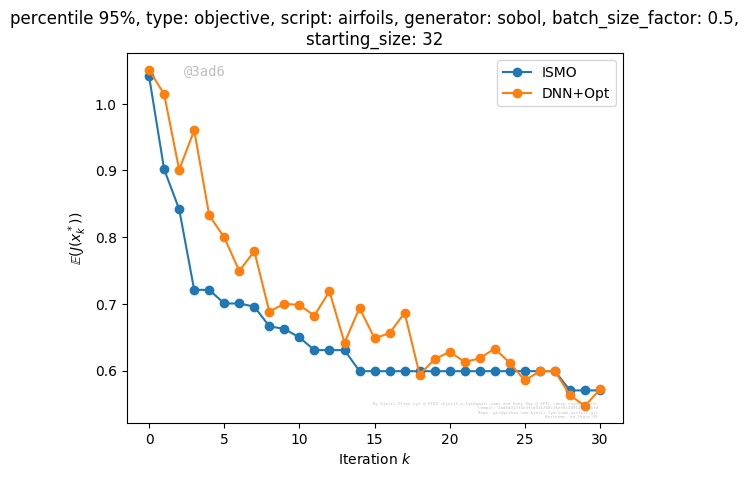 percentile 95%, type: objective, script: airfoils, generator: sobol, batch_size_factor: 0.5,
starting_size: 32
@3ad6
ISMO
DNN+Opt
1.0
0.9
0.8
0.7
0.6
𝔼(J(x*k))
0 5 10 15 20 25 30
Iteration k